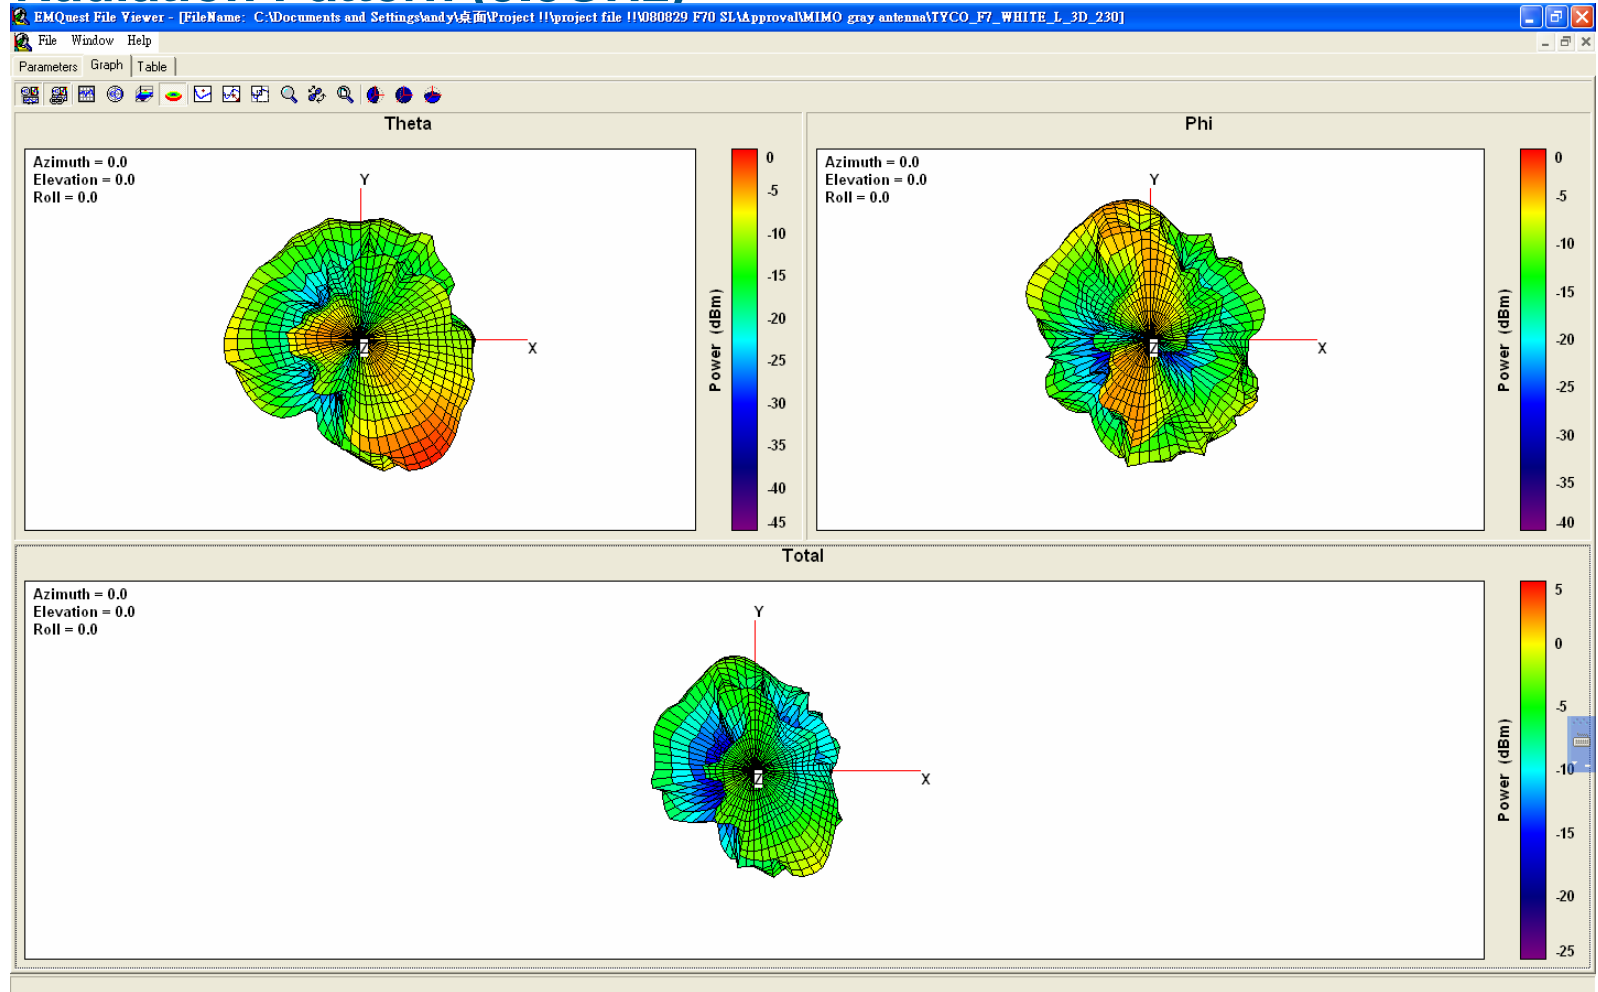 EMQuest File Viewer - [FileName: C:\Documents and Settings\andy\桌面\Project !!\project file !!\080829 F70 SL\Approval\MIMO gray antenna\TYCO_F7_WHITE_L_3D_230]
File Window Help
Parameters Graph Table
Theta
Azimuth = 0.0
Elevation = 0.0
Roll = 0.0
Y
X
Z
0
-5
-10
-15
-20
-25
-30
-35
-40
-45
Power (dBm)
Phi
Azimuth = 0.0
Elevation = 0.0
Roll = 0.0
Y
X
Z
0
-5
-10
-15
-20
-25
-30
-35
-40
Power (dBm)
Total
Azimuth = 0.0
Elevation = 0.0
Roll = 0.0
Y
X
Z
5
0
-5
-10
-15
-20
-25
Power (dBm)